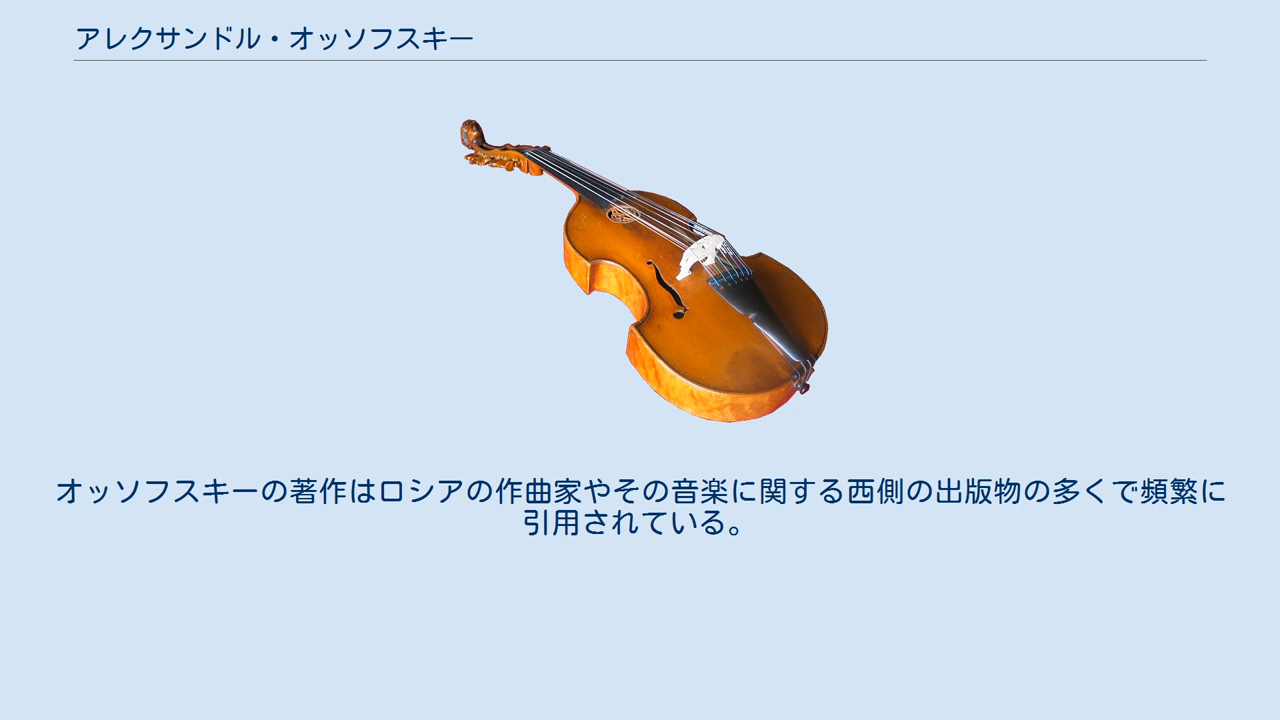 アレクサンドル・オッソフスキー
オッソフスキーの著作はロシアの作曲家やその音楽に関する西側の出版物の多くで頻繁に
引用されている。